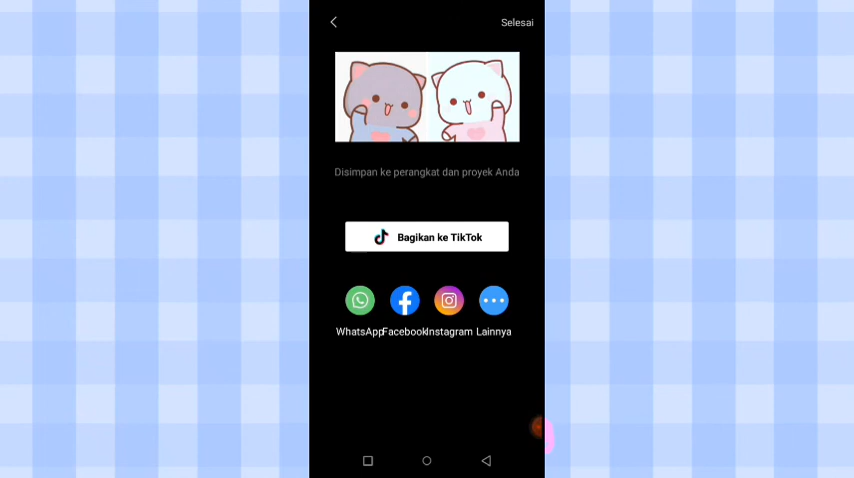 Selesai
Disimpan ke perangkat dan proyek Anda
Bagikan ke TikTok
WhatsApp Facebook Instagram Lainnya